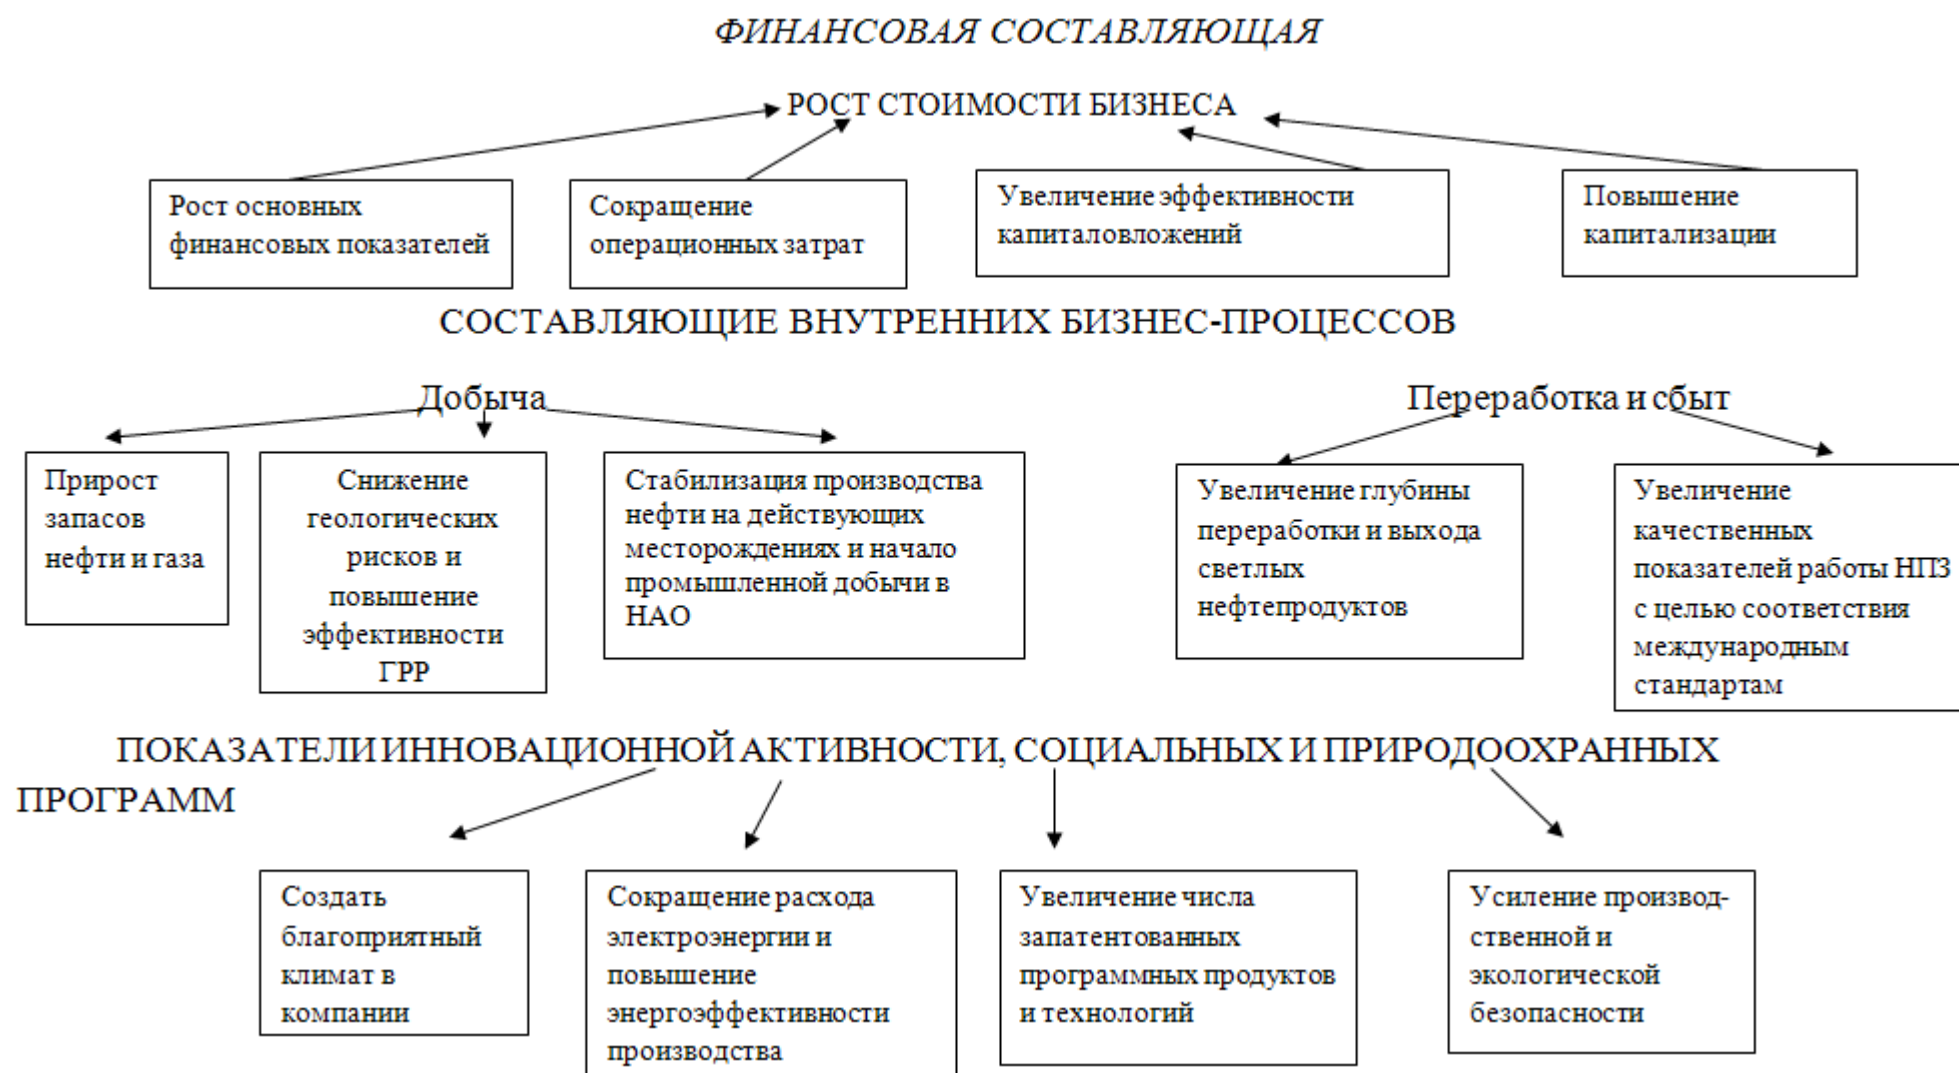 ФИНАНСОВАЯ СОСТАВЛЯЮЩАЯ
РОСТ СТОИМОСТИ БИЗНЕСА
Рост основных
финансовых показателей
Сокращение
операционных затрат
Увеличение эффективности
капиталовложений
Повышение
капитализации
СОСТАВЛЯЮЩИЕ ВНУТРЕННИХ БИЗНЕС-ПРОЦЕССОВ
Добыча
Прирост
запасов
нефти и газа
Снижение
геологических
рисков и
повышение
эффективности
ГРР
Стабилизация производства
нефти на действующих
месторождениях и начало
промышленной добычи в
НАО
Переработка и сбыт
Увеличение глубины
переработки и выхода
светлых
нефтепродуктов
Увеличение
качественных
показателей работы НПЗ
с целью соответствия
международным
стандартам
ПОКАЗАТЕЛИ ИННОВАЦИОННОЙ АКТИВНОСТИ, СОЦИАЛЬНЫХ И ПРИРОДООХРАННЫХ
ПРОГРАММ
Создать
благоприятный
климат в
компании
Сокращение расхода
электроэнергии и
повышение
энергоэффективности
производства
Увеличение числа
запатентованных
программных продуктов
и технологий
Усиление производ-
ственной и
экологической
безопасности